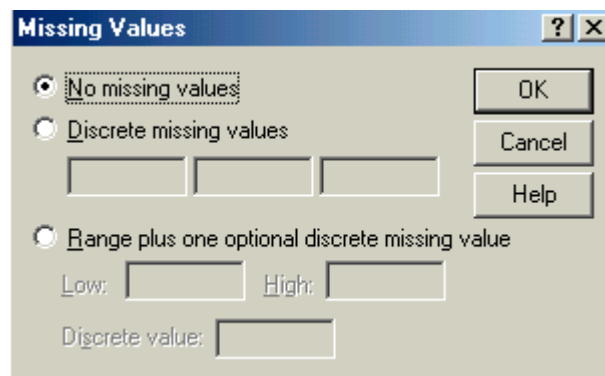 Missing Values
No missing values
OK
Discrete missing values
Cancel
Help
Range plus one optional discrete missing value
Low: High:
Discrete value: